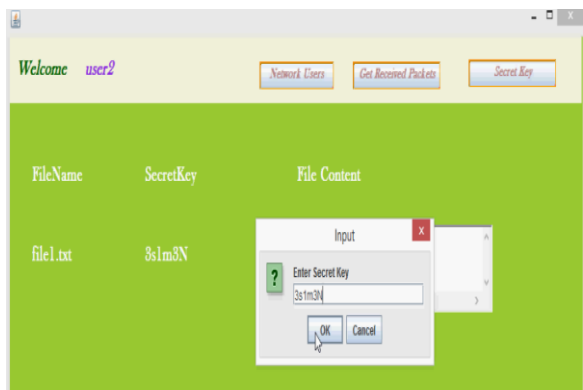 Welcome user2
Network Users Get Received Packets Secret Key
FileName SecretKey File Content
Input
file1.txt 3s1m3N
Enter Secret Key
3s1m3N
OK Cancel